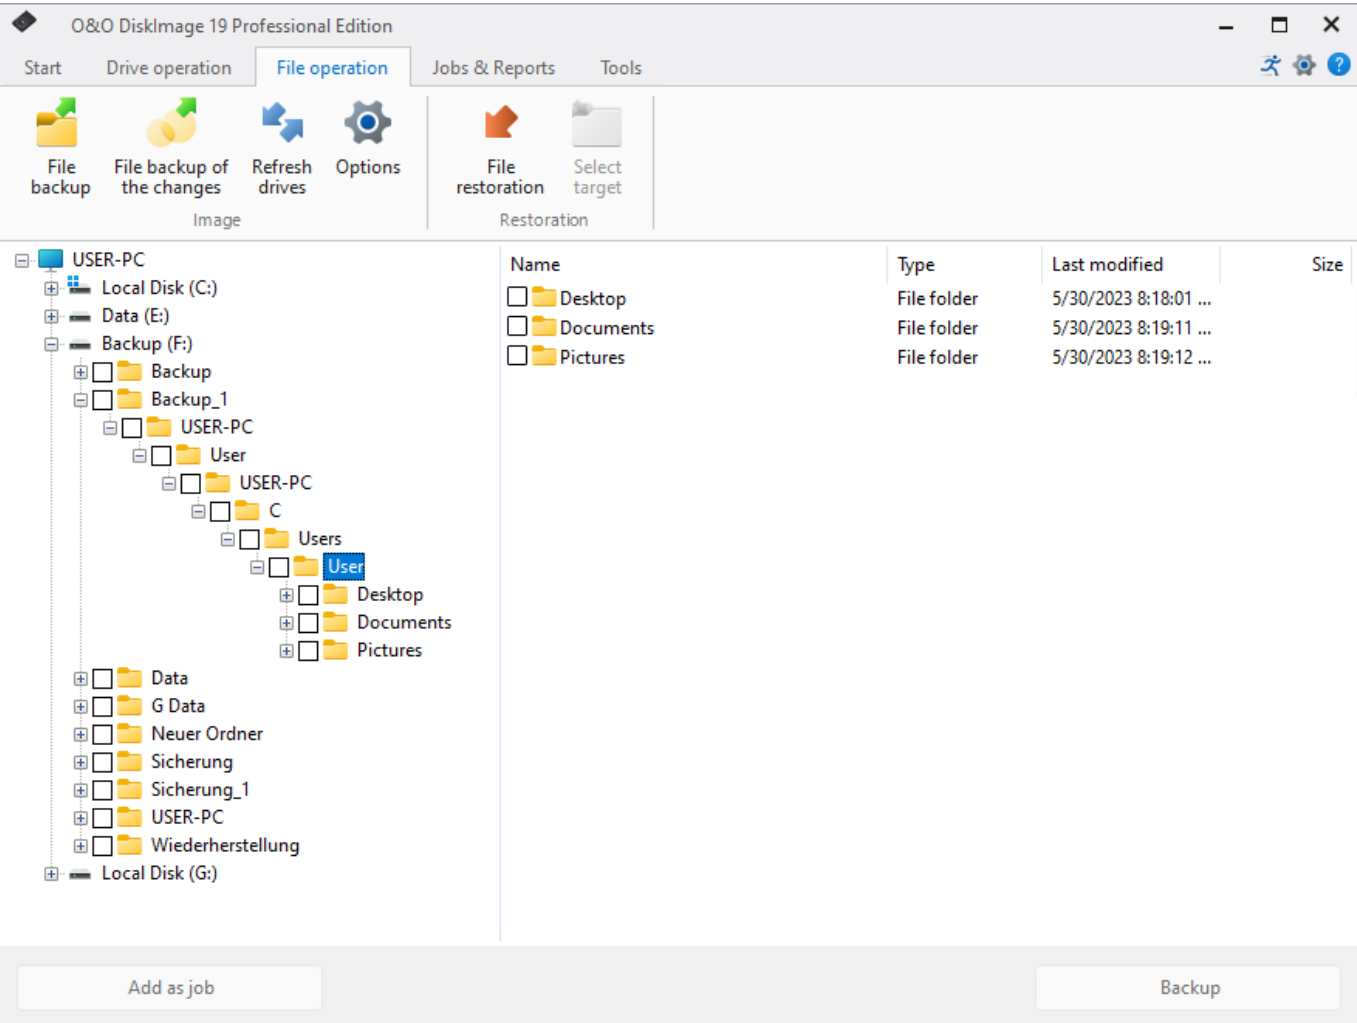 O&O DiskImage 19 Professional Edition
Start Drive operation File operation Jobs & Reports Tools
File backup
File backup of the changes
Refresh drives
Options
File restoration
Select target
Image
Restoration
USER-PC
Local Disk (C:)
Data (E:)
Backup (F:)
Backup
Backup_1
USER-PC
User
USER-PC
C
Users
User
Desktop
Documents
Pictures
Data
G Data
Neuer Ordner
Sicherung
Sicherung_1
USER-PC
Wiederherstellung
Local Disk (G:)
Name Type Last modified Size
Desktop File folder 5/30/2023 8:18:01 ...
Documents File folder 5/30/2023 8:19:11 ...
Pictures File folder 5/30/2023 8:19:12 ...
Add as job
Backup